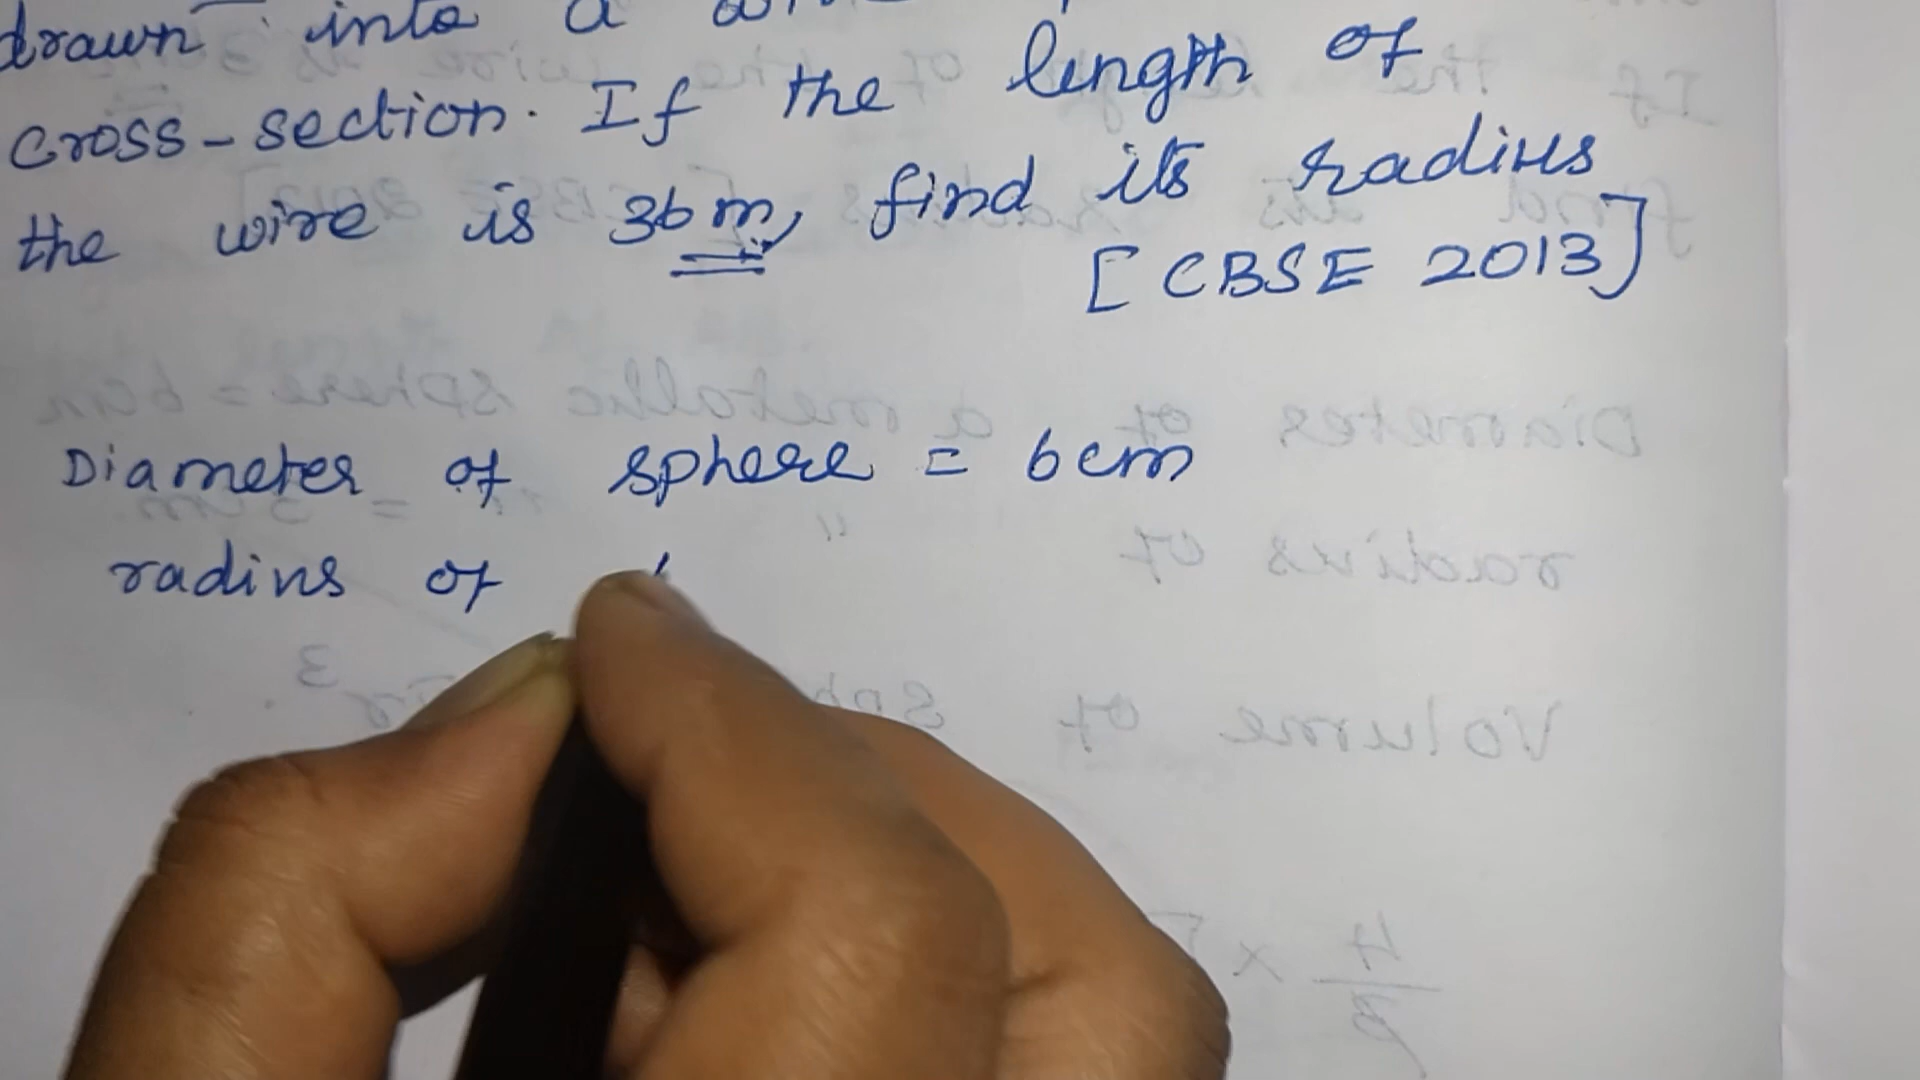 drawn into a
cross-section. If the length of
the wire is 36m, find its radius
[CBSE 2013]
Diameter of sphere = 6cm
radius of